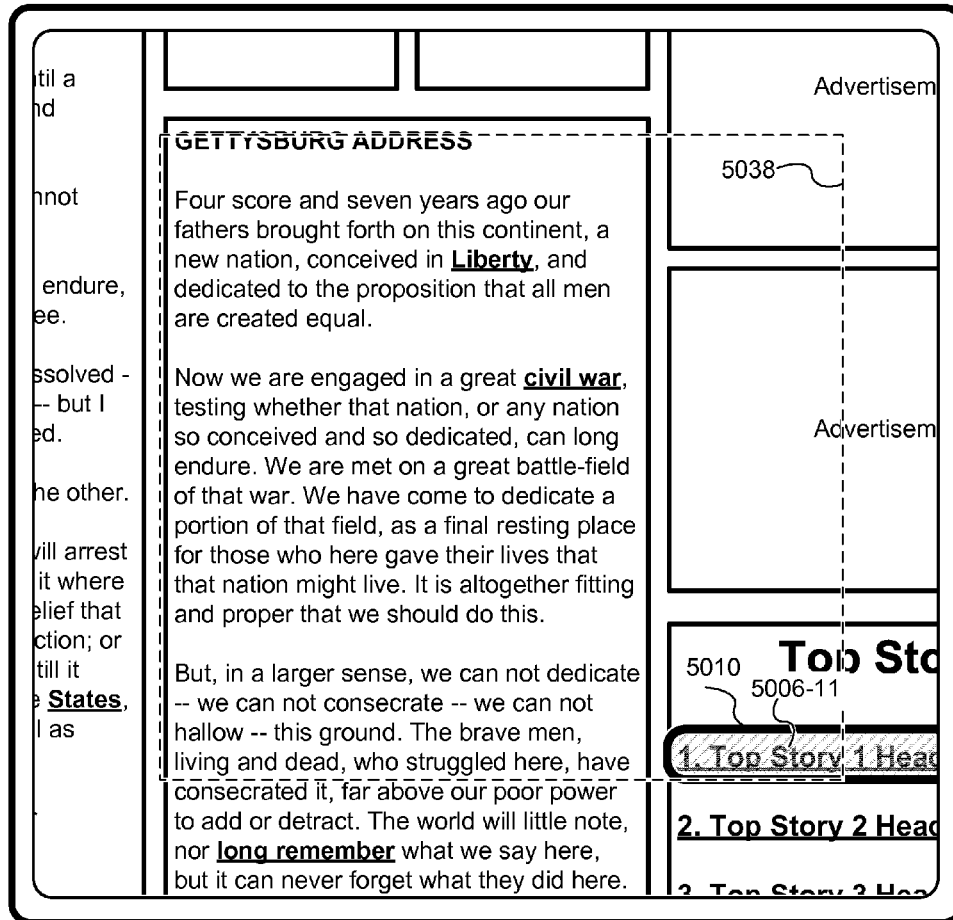 til a
nd
nnot
endure,
ee.
ssolved -
-- but I
ed.
he other.
vill arrest
it where
elief that
ction; or
till it
States,
l as
GETTYSBURG ADDRESS
Four score and seven years ago our
fathers brought forth on this continent, a
new nation, conceived in Liberty, and
dedicated to the proposition that all men
are created equal.
Now we are engaged in a great civil war,
testing whether that nation, or any nation
so conceived and so dedicated, can long
endure. We are met on a great battle-field
of that war. We have come to dedicate a
portion of that field, as a final resting place
for those who here gave their lives that
that nation might live. It is altogether fitting
and proper that we should do this.
But, in a larger sense, we can not dedicate
-- we can not consecrate -- we can not
hallow -- this ground. The brave men,
living and dead, who struggled here, have
consecrated it, far above our poor power
to add or detract. The world will little note,
nor long remember what we say here,
but it can never forget what they did here.
Advertisem
5038
Advertisem
Top Sto
5010
5006-11
1. Top Story 1 Head
2. Top Story 2 Head
3. Top Story 3 Hea